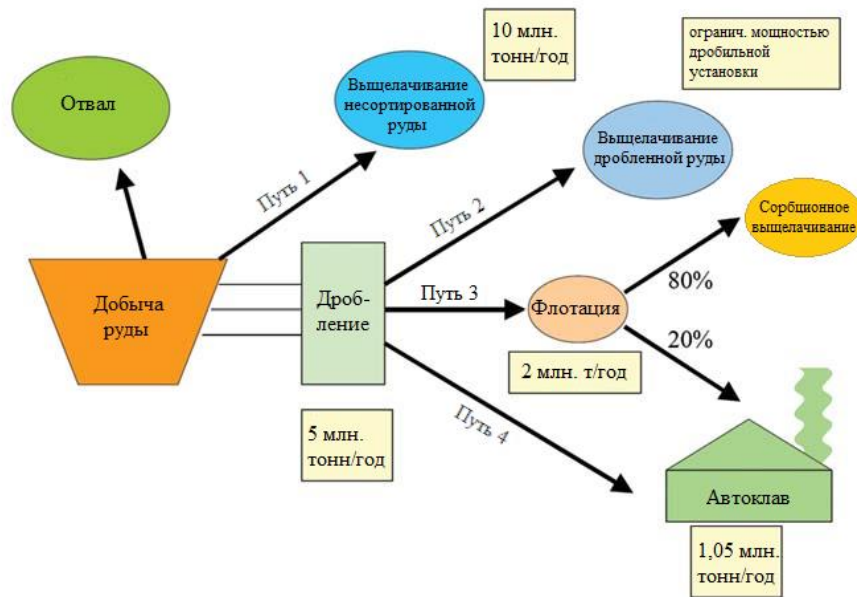 10 млн.
тонн/год
огранич. мощностью
дробильной
установки
Отвал
Выщелачивание
несортированной
руды
Выщелачивание
дробленной руды
Путь 1
Путь 2
Сорбционное
выщелачивание
Добыча
руды
Дроб-
ление
Путь 3
Флотация
80%
20%
2 млн. т/год
Путь 4
5 млн.
тонн/год
Автоклав
1,05 млн.
тонн/год